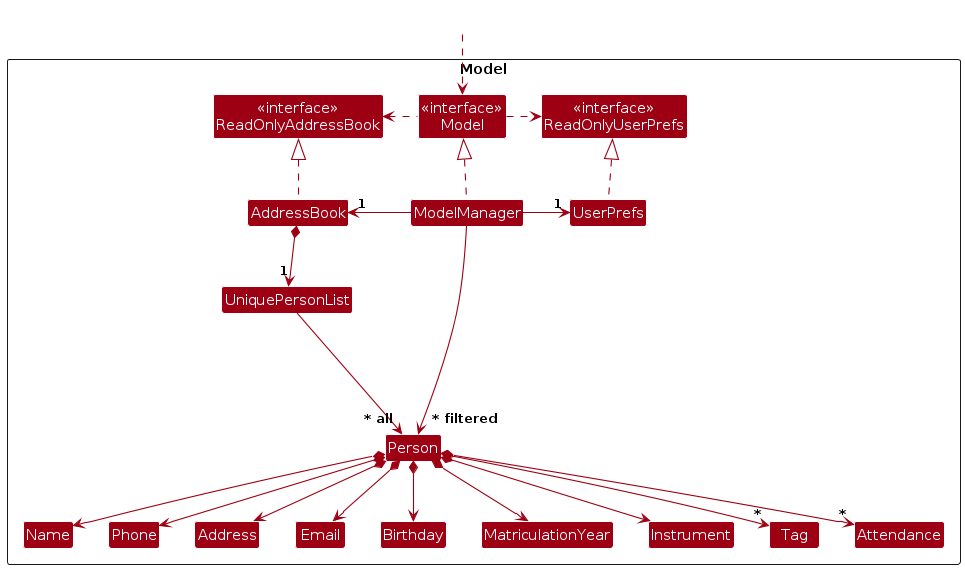 Model
«interface»
ReadOnlyAddressBook
«interface»
Model
«interface»
ReadOnlyUserPrefs
AddressBook
1
ModelManager
1
UserPrefs
1
UniquePersonList
* all
* filtered
Person
*
*
Name
Phone
Address
Email
Birthday
MatriculationYear
Instrument
Tag
Attendance